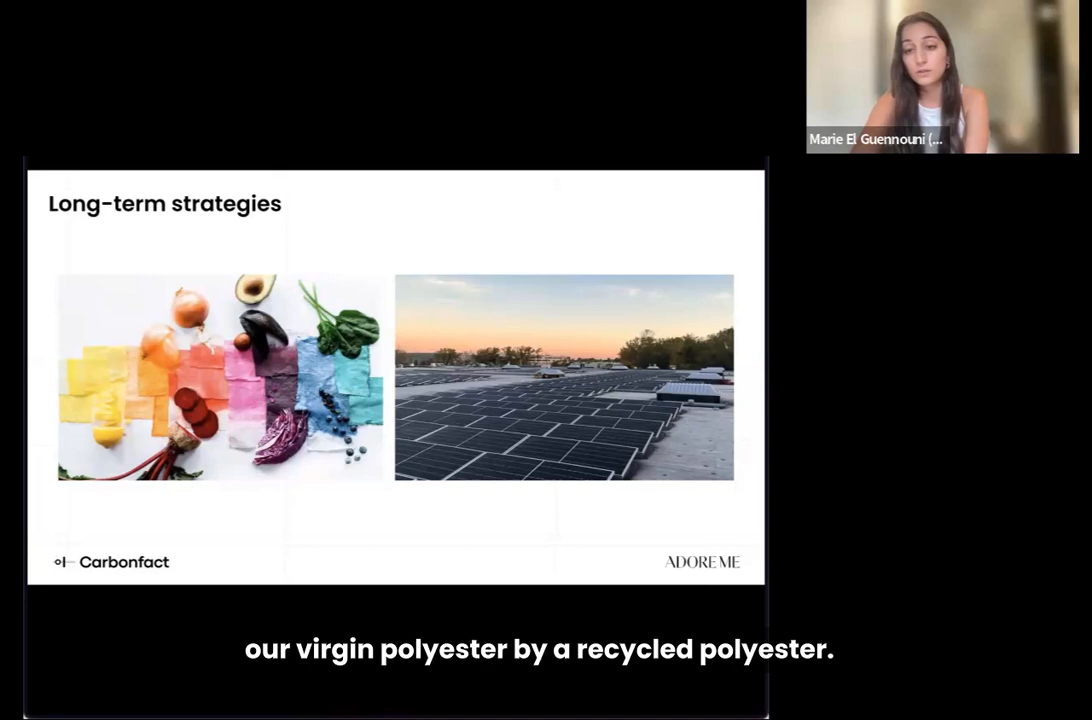 Marie El Guennouni (...
Long-term strategies
Carbonfact
ADORE ME
our virgin polyester by a recycled polyester.